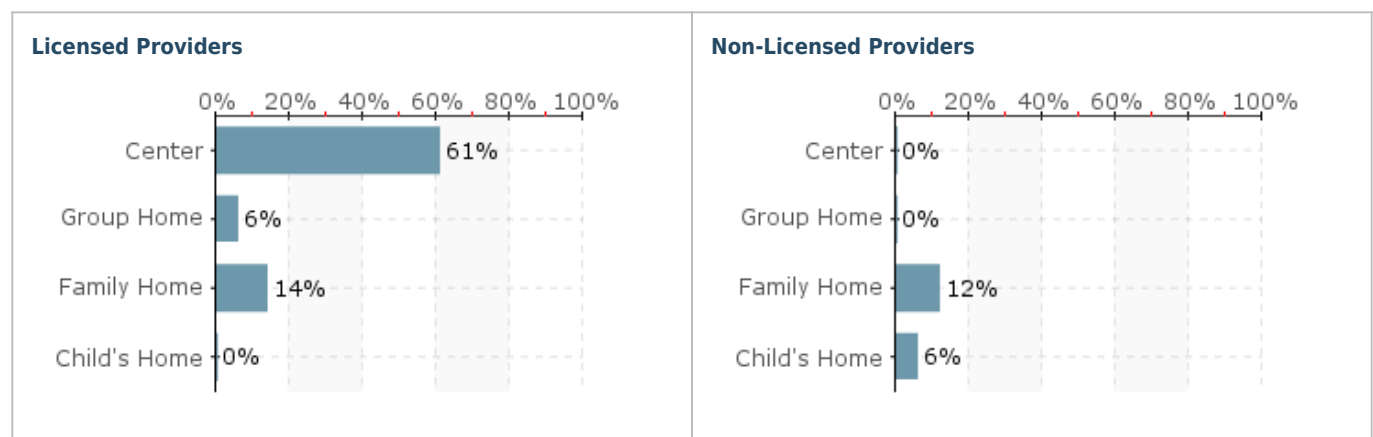 Licensed Providers
0% 20% 40% 60% 80% 100%
Center 61%
Group Home 6%
Family Home 14%
Child's Home 0%
Non-Licensed Providers
0% 20% 40% 60% 80% 100%
Center 0%
Group Home 0%
Family Home 12%
Child's Home 6%